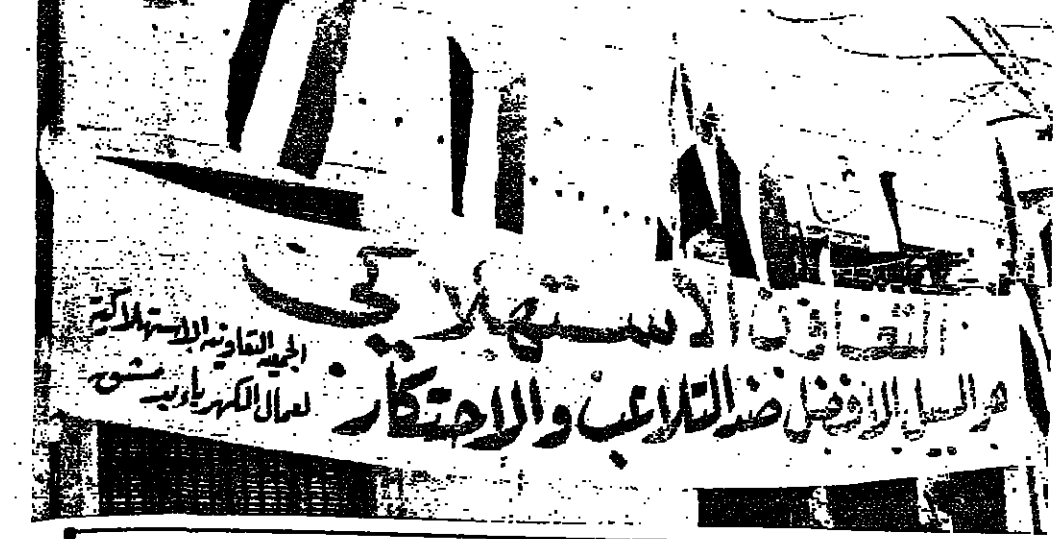 التعاون الاستهلاكي
هو السبيل الافضل ضد التلاعب والاحتكار
الجمعية التعاونية الاستهلاكية
لعمال الكهرباء بدمشق